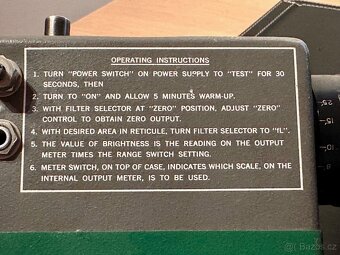 OPERATING INSTRUCTIONS
1. TURN "POWER SWITCH" ON POWER SUPPLY TO "TEST" FOR 30
SECONDS, THEN
2. TURN TO "ON" AND ALLOW 5 MINUTES WARM-UP.
3. WITH FILTER SELECTOR AT "ZERO" POSITION, ADJUST "ZERO"
CONTROL TO OBTAIN ZERO OUTPUT.
4. WITH DESIRED AREA IN RETICULE, TURN FILTER SELECTOR TO "fL".
5. THE VALUE OF BRIGHTNESS IS THE READING ON THE OUTPUT
METER TIMES THE RANGE SWITCH SETTING.
6. METER SWITCH, ON TOP OF CASE, INDICATES WHICH SCALE, ON THE
INTERNAL OUTPUT METER, IS TO BE USED.